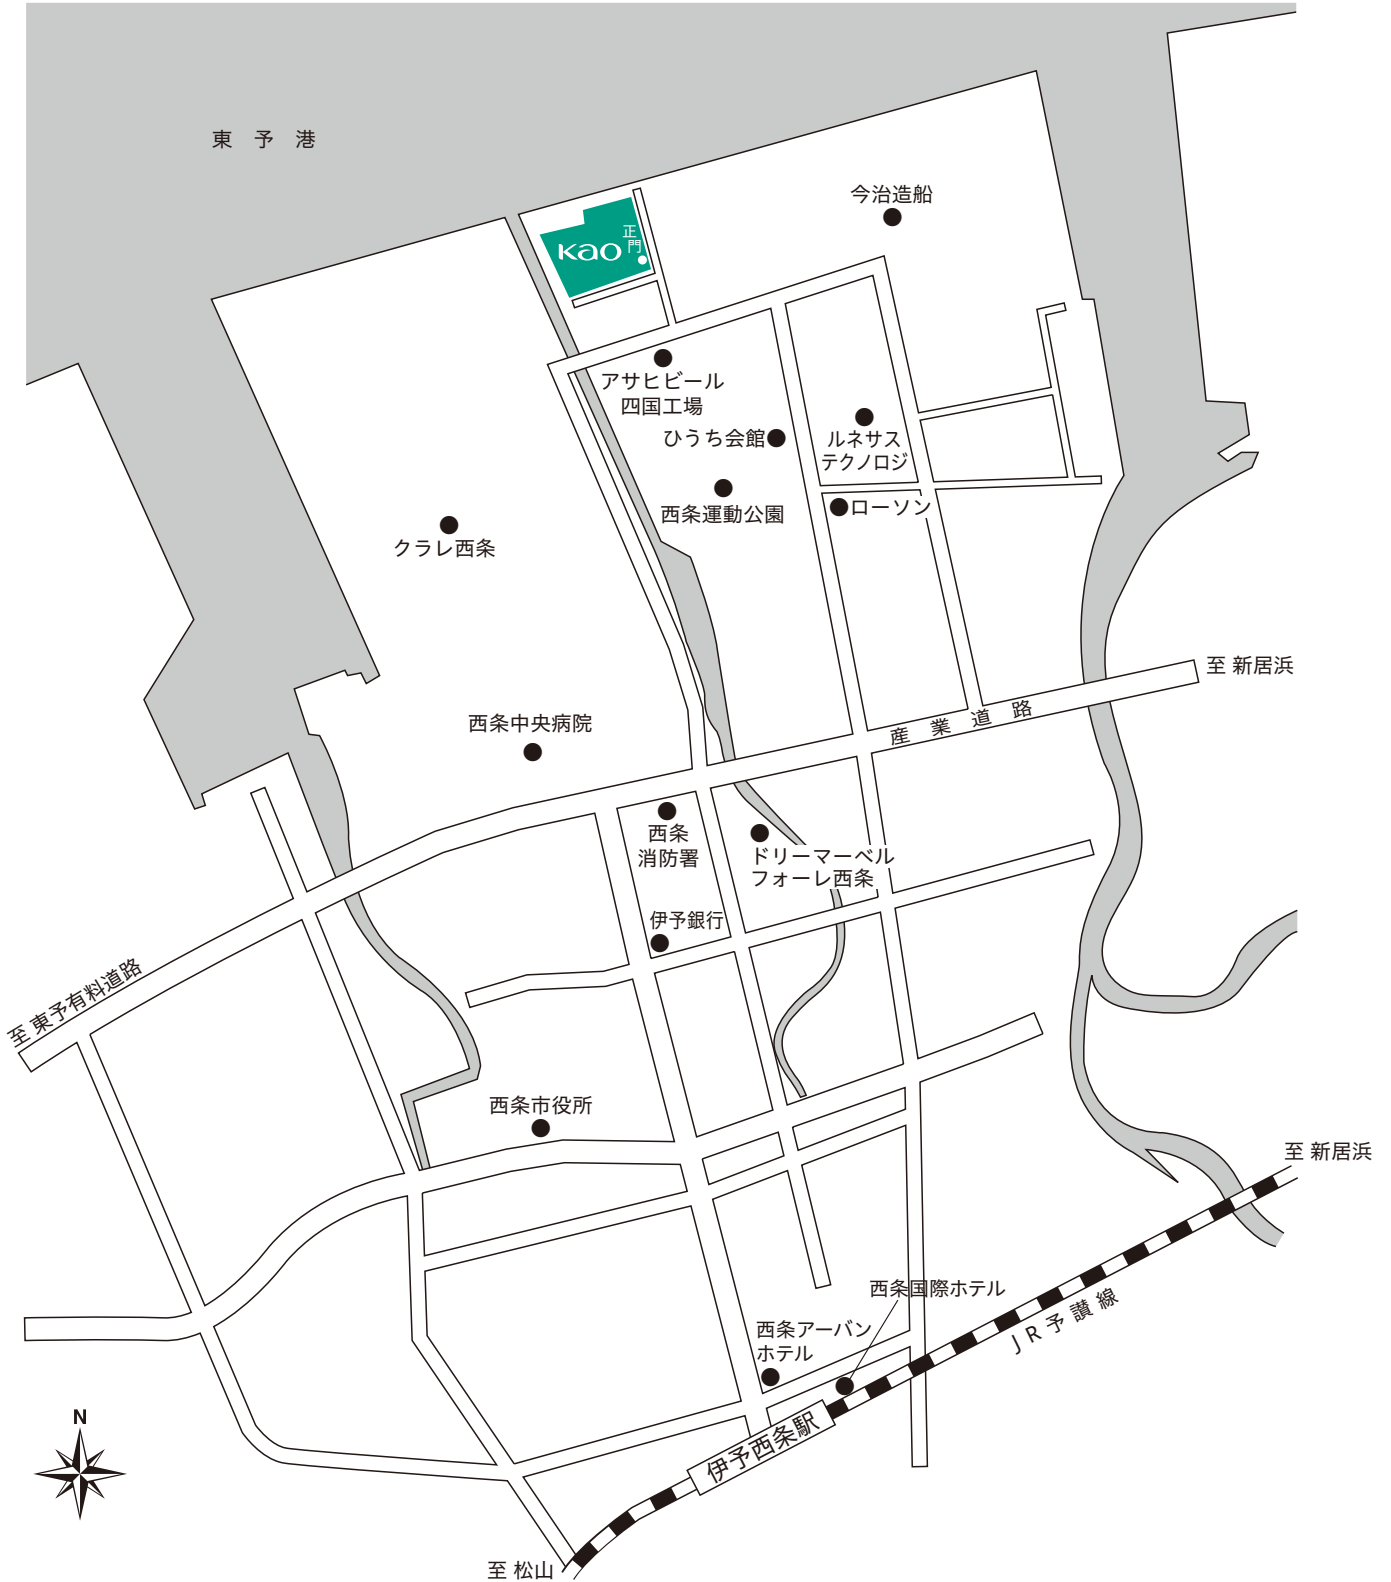 東予港
今治造船
kao
正
門
アサヒビール
四国工場
ひうち会館
ルネサス
テクノロジ
西条運動公園
ローソン
クラレ西条
至 新居浜
産業道路
西条中央病院
西条
消防署
ドリーマーベル
フォーレ西条
伊予銀行
至 東予有料道路
西条市役所
至 新居浜
西条国際ホテル
JR予讃線
西条アーバン
ホテル
伊予西条駅
N
至 松山